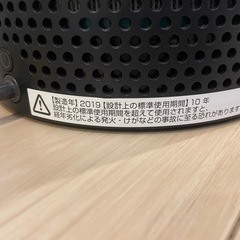 【製造年】2019【設計上の標準使用期間】10年
設計上の標準使用期間を超えて使用されますと、
経年劣化による発火・けがなどの事故に至る恐れがあります